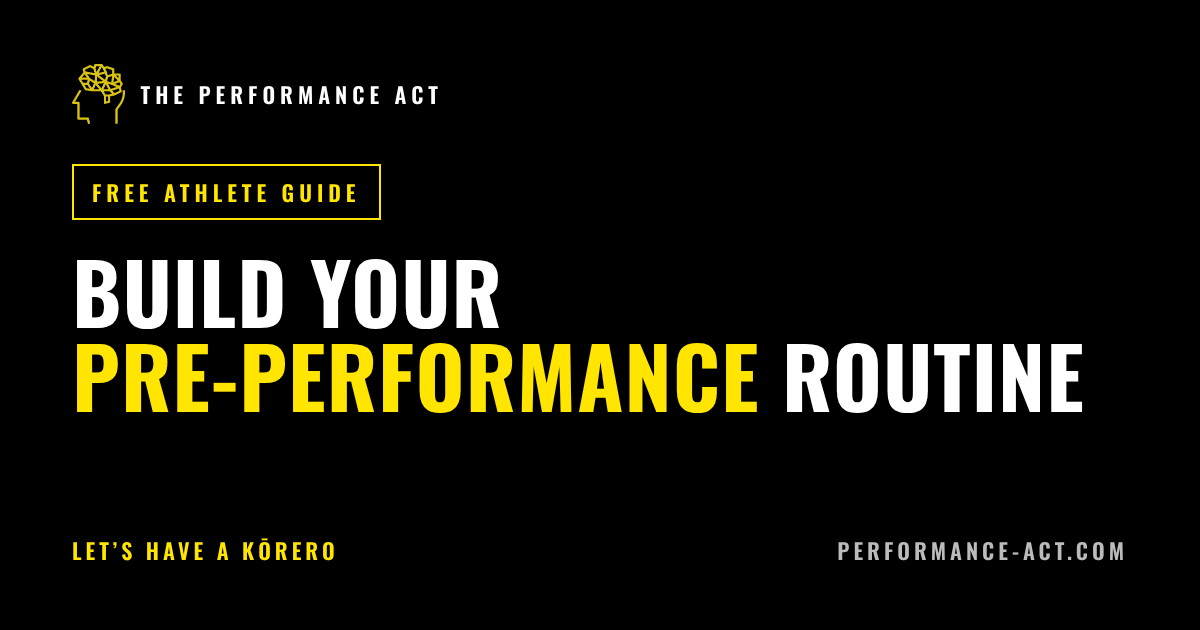 THE PERFORMANCE ACT
FREE ATHLETE GUIDE
BUILD YOUR
PRE-PERFORMANCE ROUTINE
LET’S HAVE A KŌRERO
PERFORMANCE-ACT.COM